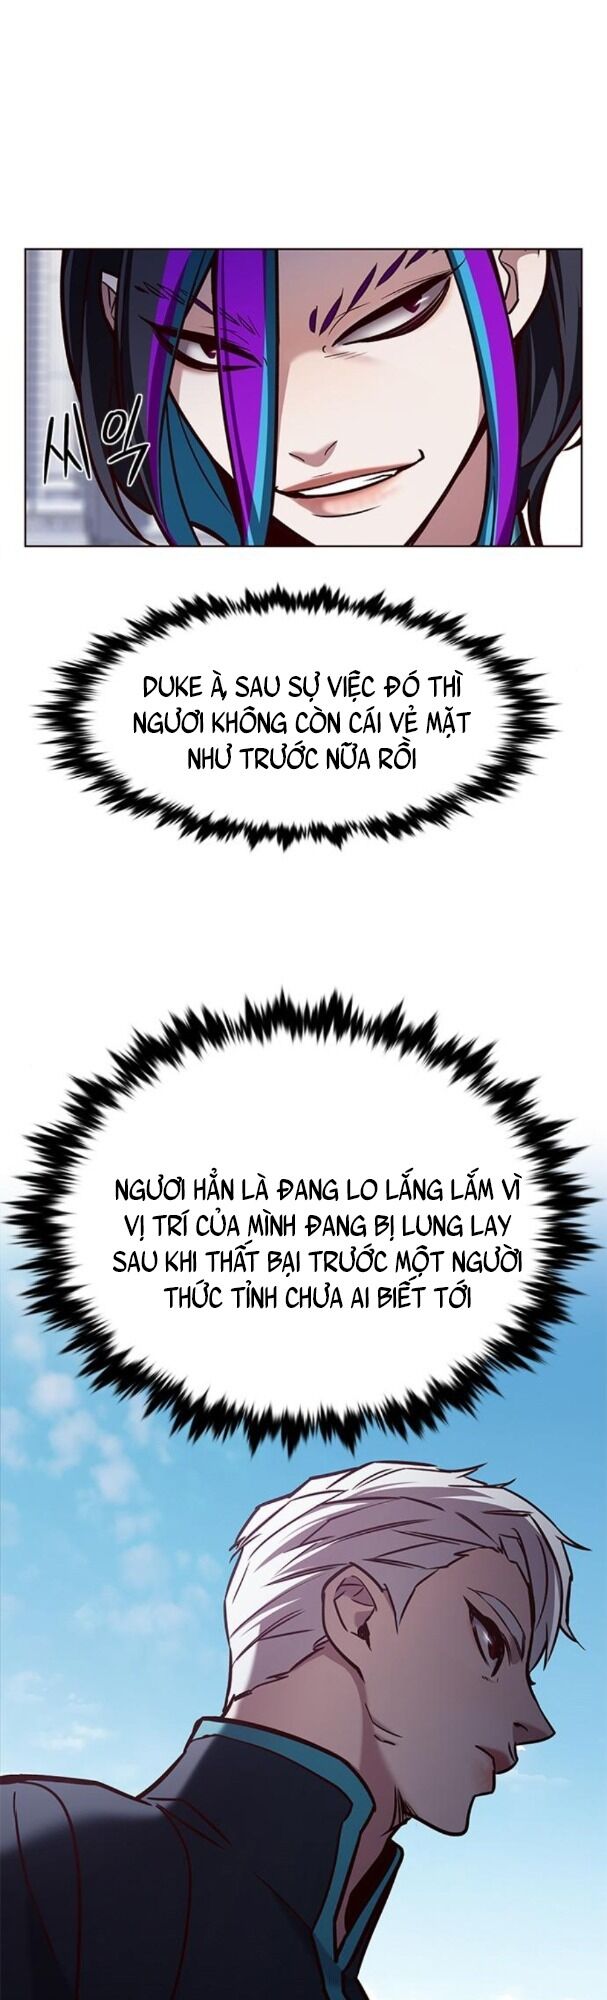 씨익
DUKE À, SAU SỰ VIỆC ĐÓ THÌ
NGƯƠI KHÔNG CÒN CÁI VẺ MẶT
NHƯ TRƯỚC NỮA RỒI
NGƯƠI HẲN LÀ ĐANG LO LẮNG LẮM VÌ
VỊ TRÍ CỦA MÌNH ĐANG BỊ LUNG LAY
SAU KHI THẤT BẠI TRƯỚC MỘT NGƯỜI
THỨC TỈNH CHƯA AI BIẾT TỚI